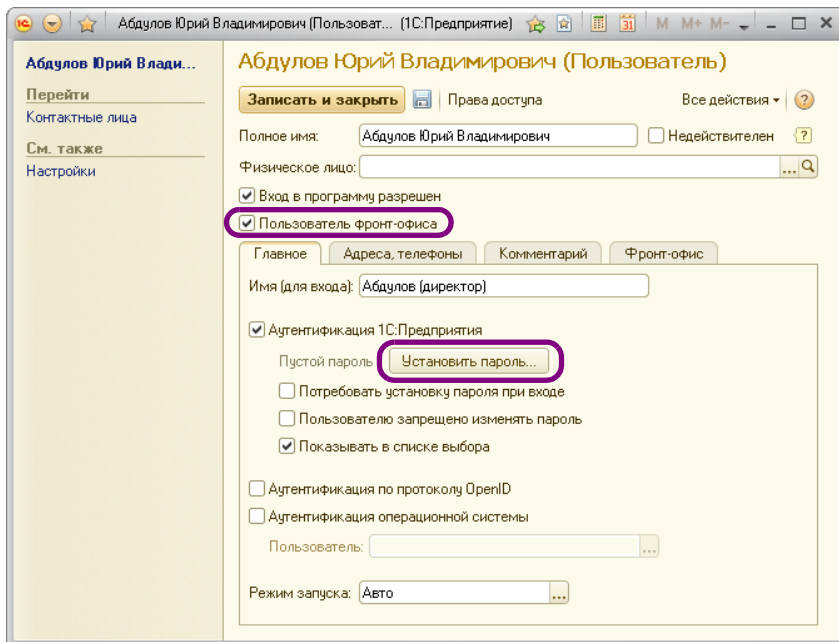 Абдулов Юрий Владимирович (Пользоват... (1С:Предприятие)
31 M M+ M-
Абдулов Юрий Влади...
Перейти
Контактные лица
См. также
Настройки
Абдулов Юрий Владимирович (Пользователь)
Записать и закрыть Права доступа Все действия
Полное имя: Абдулов Юрий Владимирович Недействителен ?
Физическое лицо: ...
Вход в программу разрешен
Пользователь фронт-офиса
Главное Адреса, телефоны Комментарий Фронт-офис
Имя (для входа): Абдулов (директор)
Аутентификация 1С:Предприятия
Пустой пароль Установить пароль...
Потребовать установку пароля при входе
Пользователю запрещено изменять пароль
Показывать в списке выбора
Аутентификация по протоколу OpenID
Аутентификация операционной системы
Пользователь: ...
Режим запуска: Авто ...